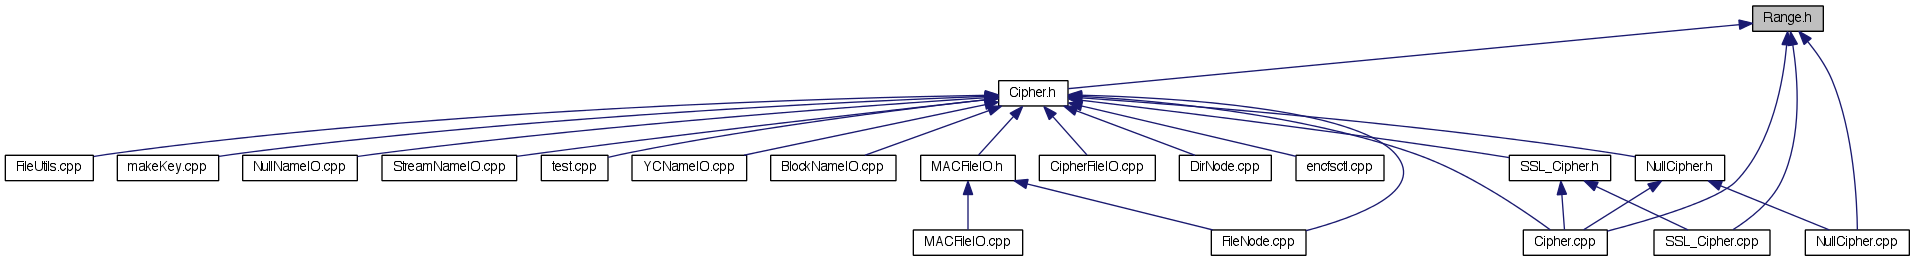 Range.h
Cipher.h
FileUtils.cpp
makeKey.cpp
NullNameIO.cpp
StreamNameIO.cpp
test.cpp
YCNameIO.cpp
BlockNameIO.cpp
MACFileIO.h
CipherFileIO.cpp
DirNode.cpp
encfsctl.cpp
SSL_Cipher.h
NullCipher.h
MACFileIO.cpp
FileNode.cpp
Cipher.cpp
SSL_Cipher.cpp
NullCipher.cpp